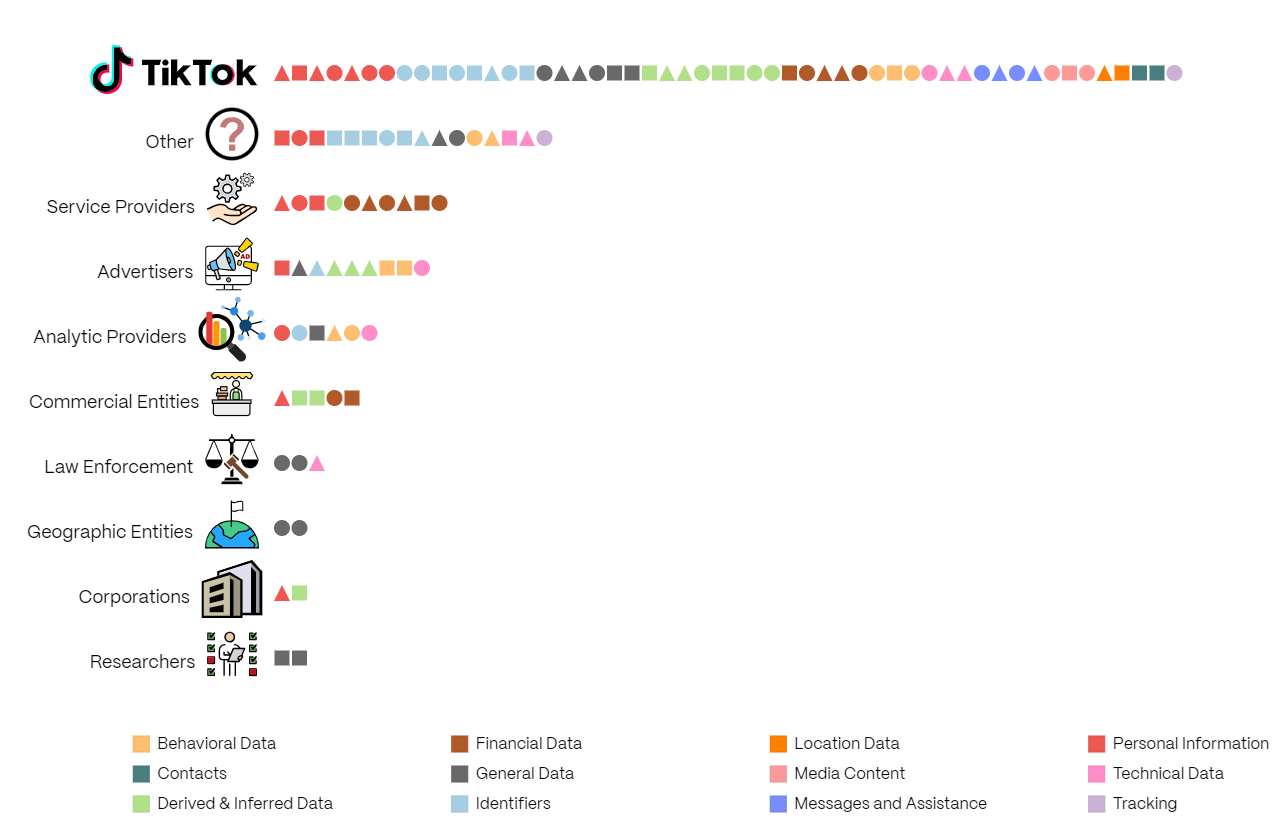 TikTok
Other
?
Service Providers
Advertisers
AD
Analytic Providers
Commercial Entities
Law Enforcement
Geographic Entities
Corporations
Researchers
Behavioral Data
Financial Data
Location Data
Personal Information
Contacts
General Data
Media Content
Technical Data
Derived & Inferred Data
Identifiers
Messages and Assistance
Tracking